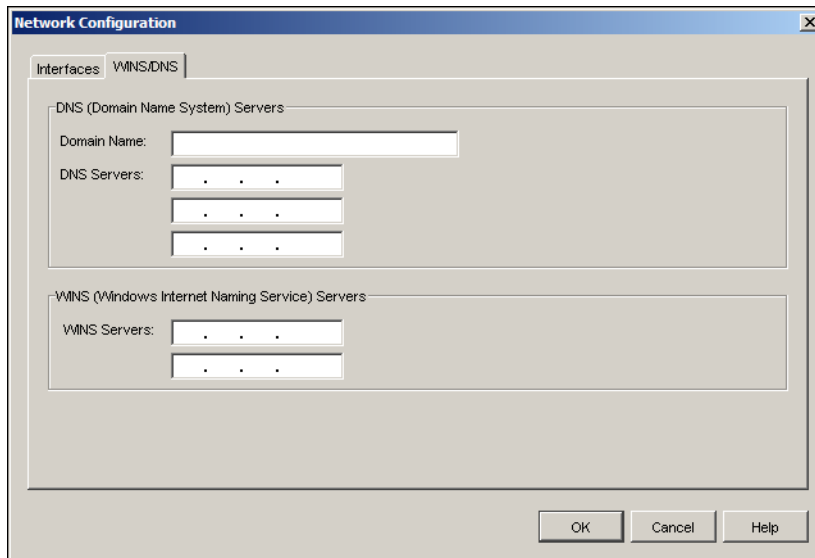 Network Configuration
Interfaces WINS/DNS
DNS (Domain Name System) Servers
Domain Name:
DNS Servers: . . .
. . .
. . .
WINS (Windows Internet Naming Service) Servers
WINS Servers: . . .
. . .
OK Cancel Help